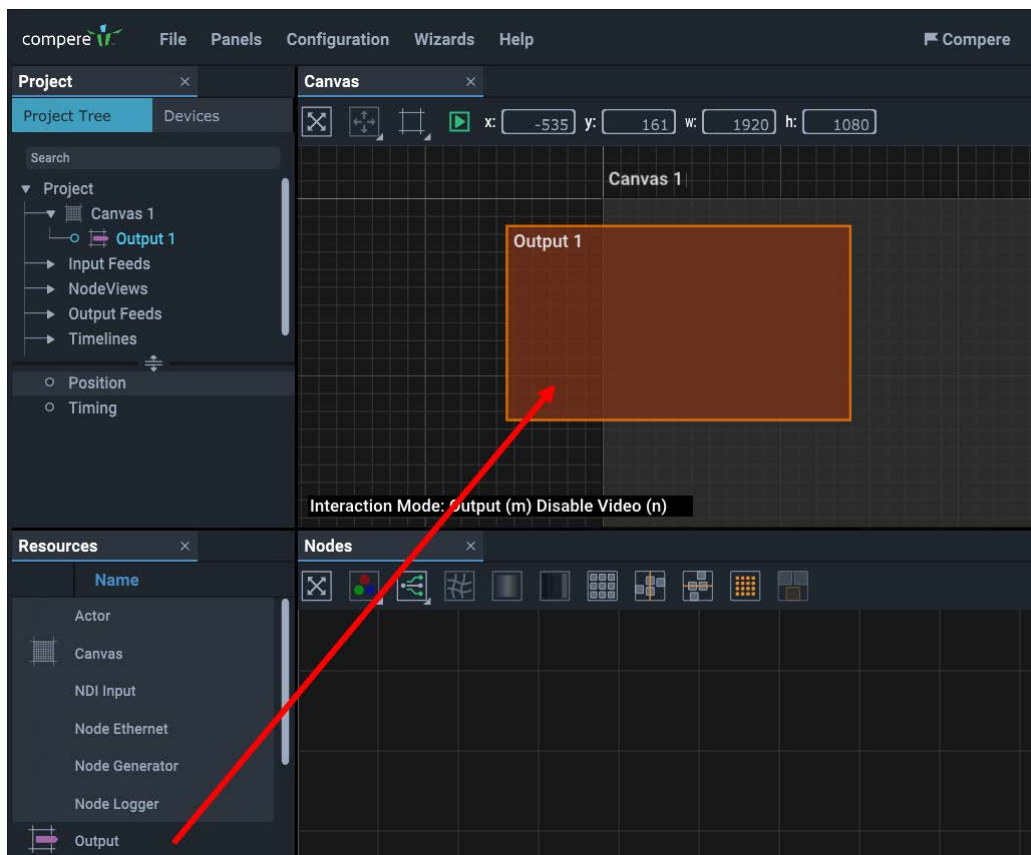 compere File Panels Configuration Wizards Help Compere
Project
Project Tree Devices
Search
Project
Canvas 1
Output 1
Input Feeds
NodeViews
Output Feeds
Timelines
Position
Timing
Canvas
x: -535 y: 161 w: 1920 h: 1080
Canvas 1
Output 1
Interaction Mode: Output (m) Disable Video (n)
Resources
Name
Actor
Canvas
NDI Input
Node Ethernet
Node Generator
Node Logger
Output
Nodes